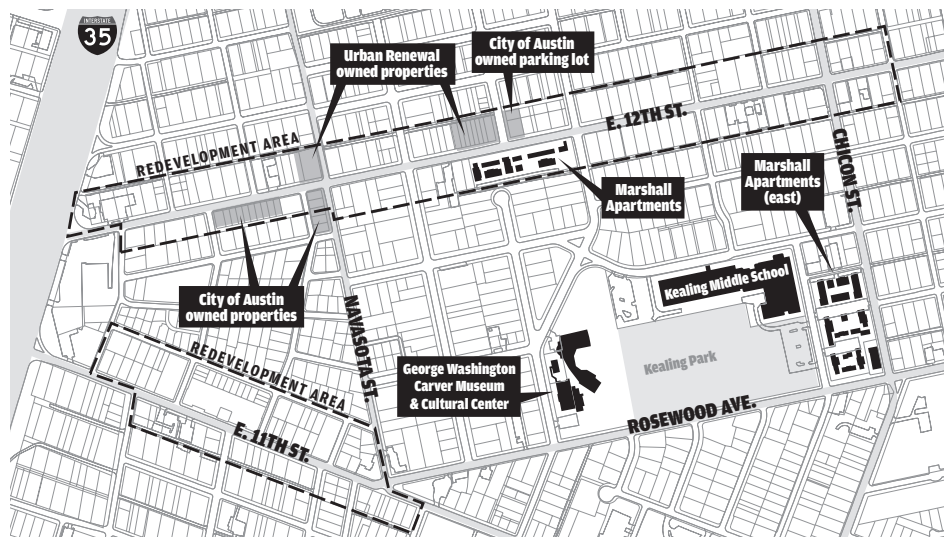 INTERSTATE
35
Urban Renewal
owned properties
City of Austin
owned parking lot
REDEVELOPMENT AREA
E. 12TH ST.
CHICON ST.
Marshall
Apartments
(east)
Marshall
Apartments
City of Austin
owned properties
NAVASOTA ST.
Kealing Middle School
REDEVELOPMENT AREA
George Washington
Carver Museum
& Cultural Center
Kealing Park
ROSEWOOD AVE.
E. 11TH ST.